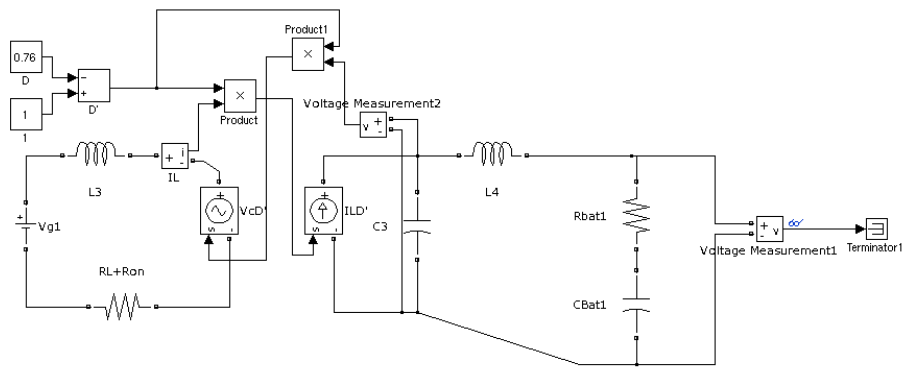 Product1
0.76
D
D'
1
1
Product
Voltage Measurement2
v
+
-
L3
+
i
-
IL
L4
Vg1
+
VcD'
s
-
+
ILD'
s
-
C3
Rbat1
CBat1
+
-
v
Voltage Measurement1
Terminator1
RL+Ron